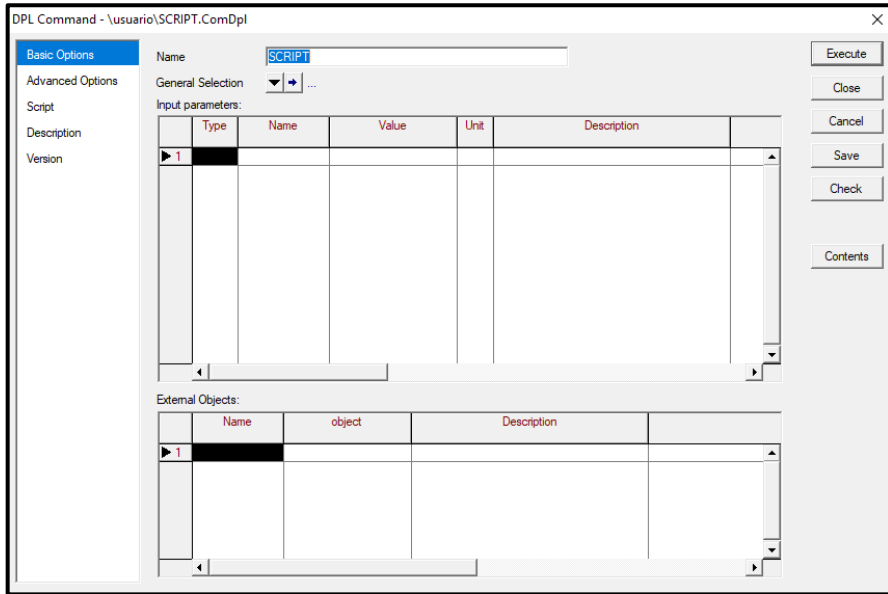 DPL Command - \usuario\SCRIPT.ComDpl
Basic Options
Advanced Options
Script
Description
Version
Name SCRIPT
General Selection ...
Input parameters:
Type Name Value Unit Description
1
External Objects:
Name object Description
1
Execute
Close
Cancel
Save
Check
Contents